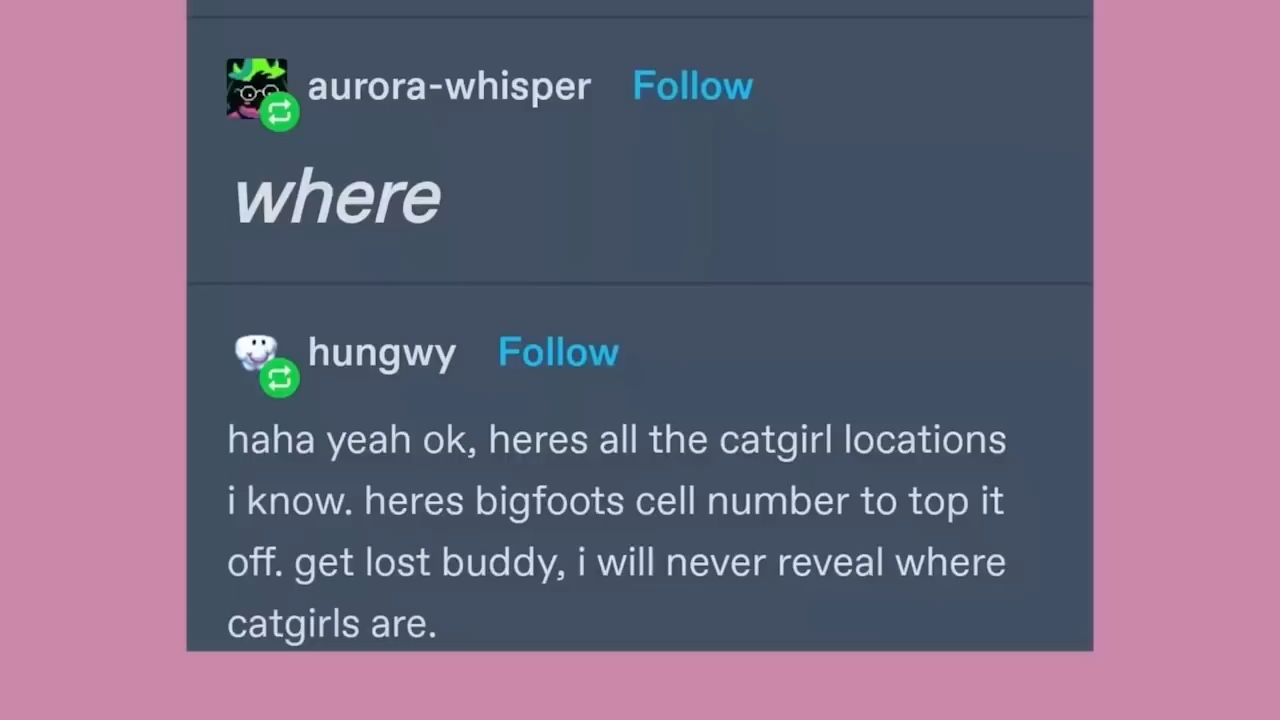 aurora-whisper Follow
where
hungwy Follow
haha yeah ok, heres all the catgirl locations
i know. heres bigfoots cell number to top it
off. get lost buddy, i will never reveal where
catgirls are.